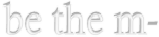 be the m-